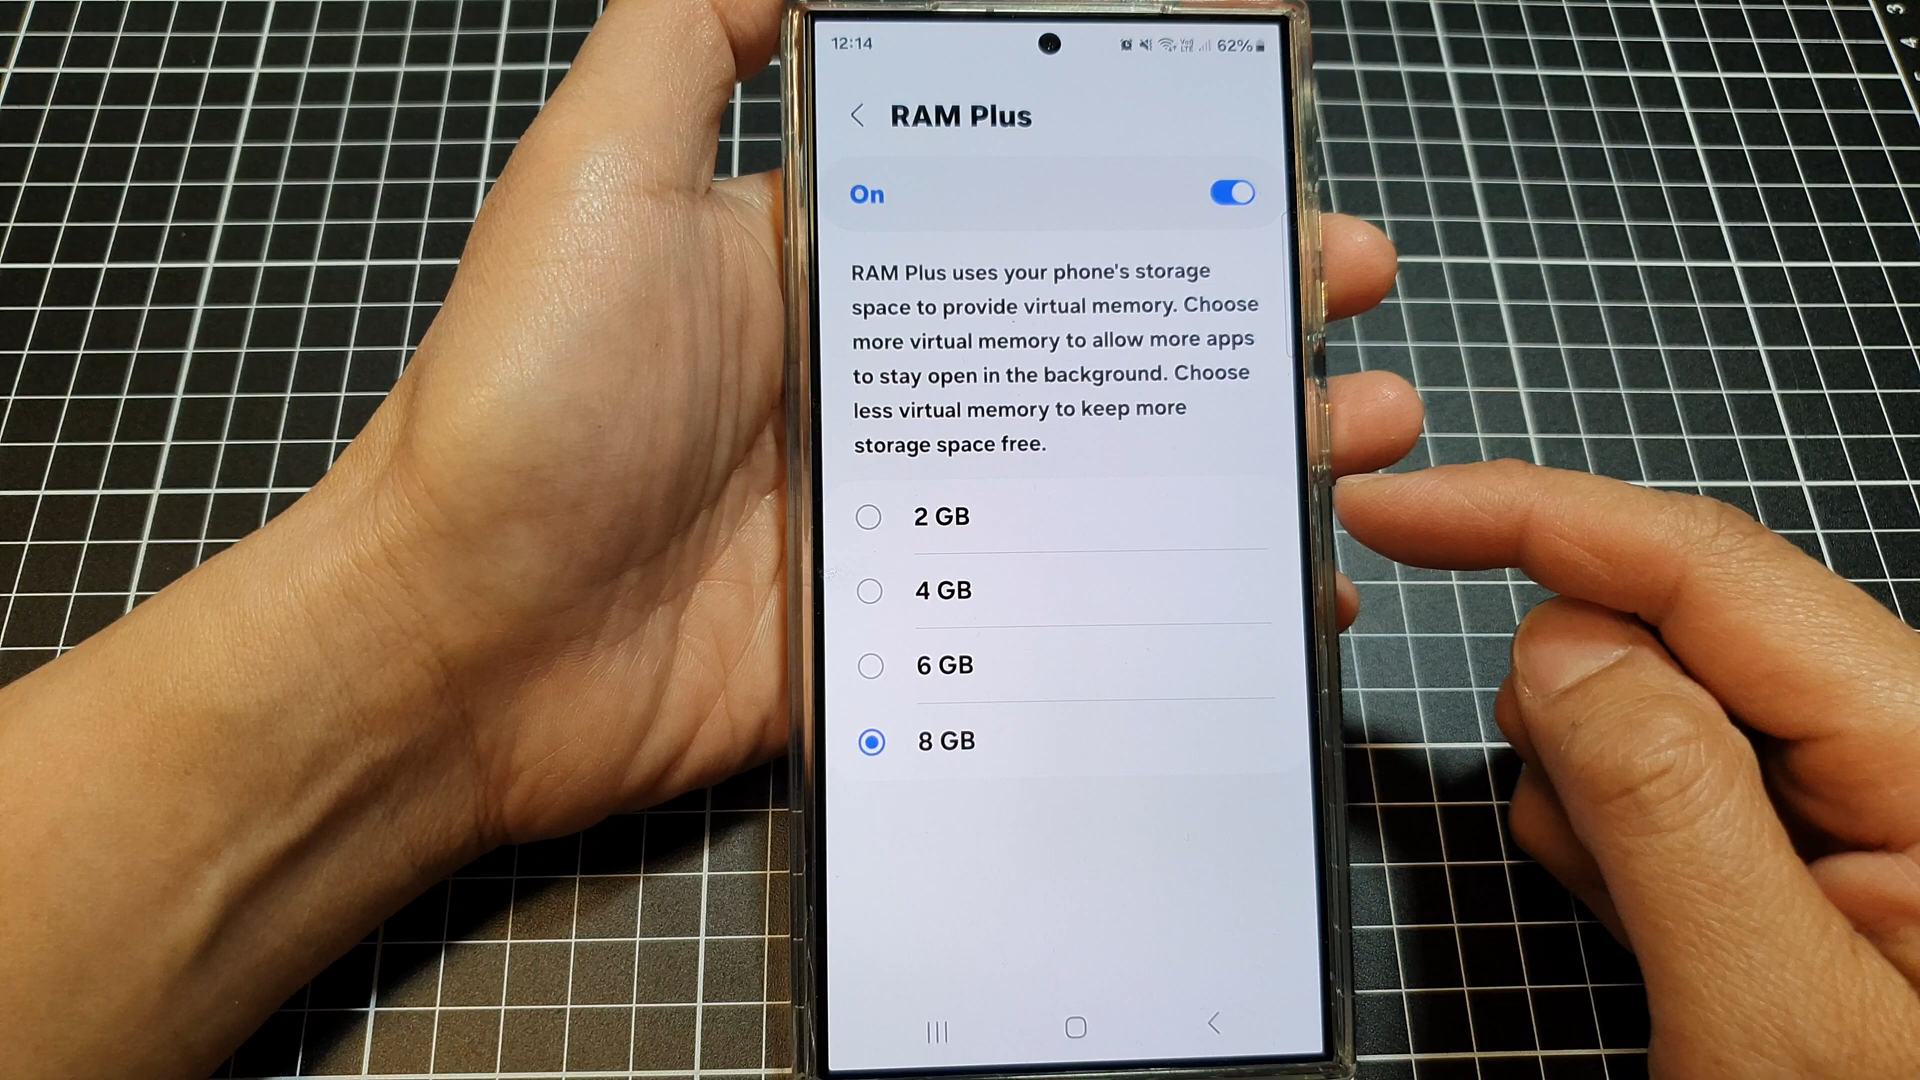 12:14
62%
RAM Plus
On
RAM Plus uses your phone's storage
space to provide virtual memory. Choose
more virtual memory to allow more apps
to stay open in the background. Choose
less virtual memory to keep more
storage space free.
2 GB
4 GB
6 GB
8 GB
3
4